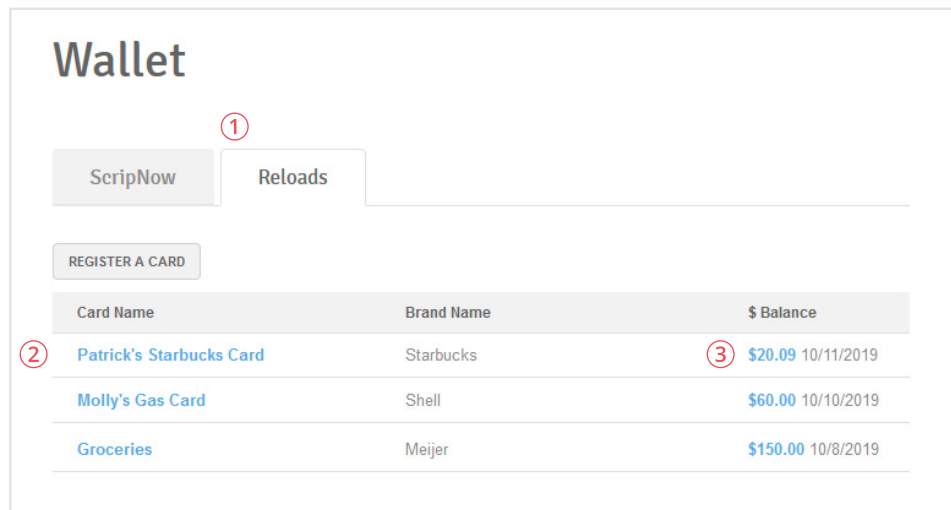 Wallet
1
ScripNow Reloads
REGISTER A CARD
Card Name Brand Name $ Balance
2 Patrick's Starbucks Card Starbucks 3 $20.09 10/11/2019
Molly's Gas Card Shell $60.00 10/10/2019
Groceries Meijer $150.00 10/8/2019